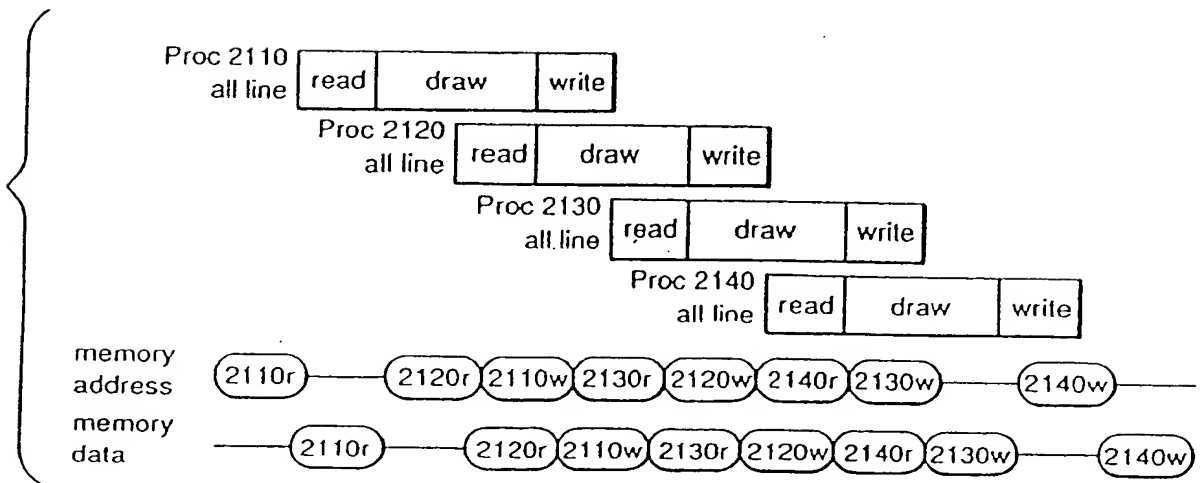 Proc 2110
all line
read draw write
Proc 2120
all line
read draw write
Proc 2130
all line
read draw write
Proc 2140
all line
read draw write
memory
address
2110r 2120r 2110w 2130r 2120w 2140r 2130w 2140w
memory
data
2110r 2120r 2110w 2130r 2120w 2140r 2130w 2140w